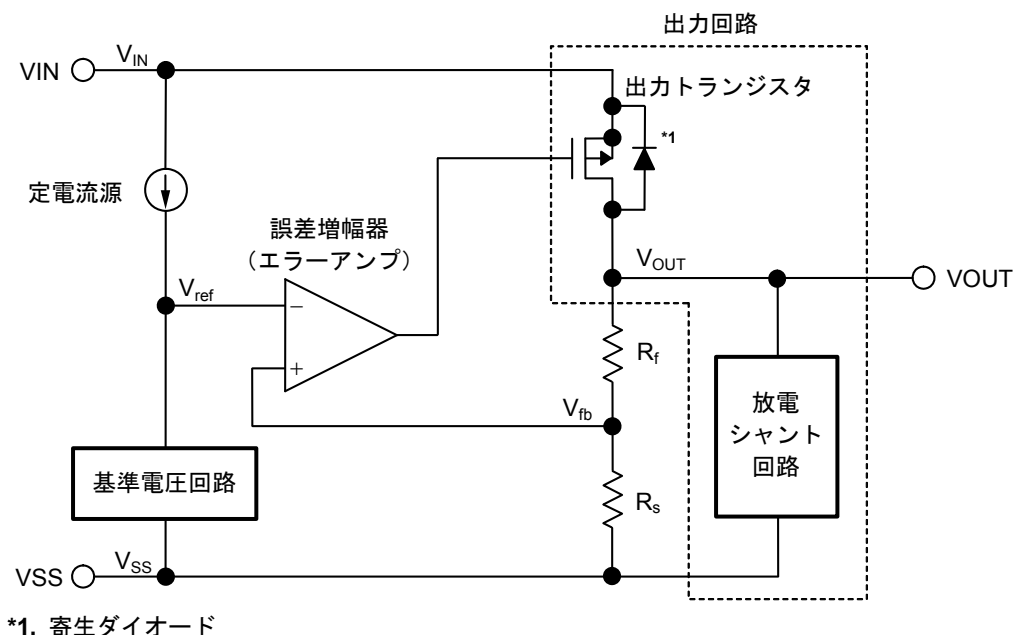 出力回路
VIN
VIN
出力トランジスタ
*1
定電流源
誤差増幅器
(エラーアンプ)
Vref
−
+
VOUT
VOUT
Rf
Vfb
放電
シャント
回路
基準電圧回路
Rs
VSS
VSS
*1. 寄生ダイオード